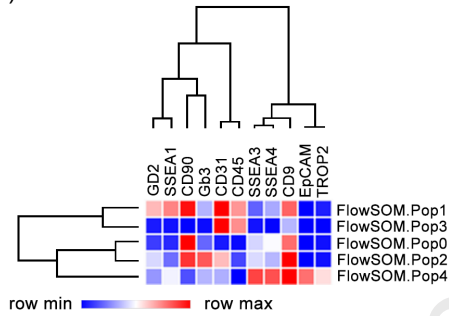 GD2
SSEA1
CD90
Gb3
CD31
CD45
SSEA3
SSEA4
CD9
EpCAM
TROP2
FlowSOM.Pop1
FlowSOM.Pop3
FlowSOM.Pop0
FlowSOM.Pop2
FlowSOM.Pop4
row min row max